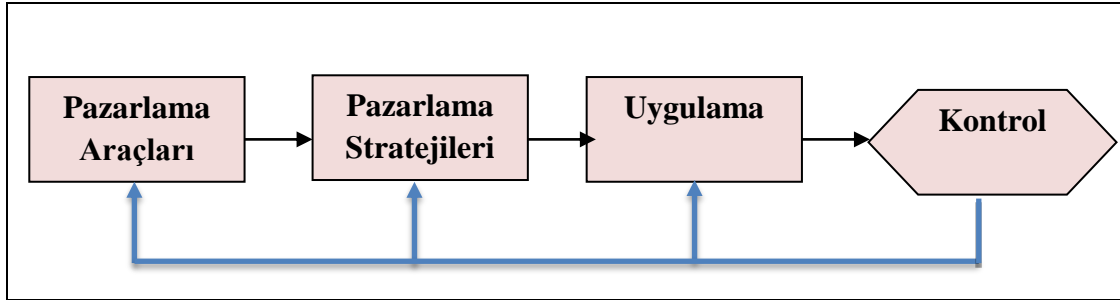 Pazarlama
Araçları
Pazarlama
Stratejileri
Uygulama
Kontrol